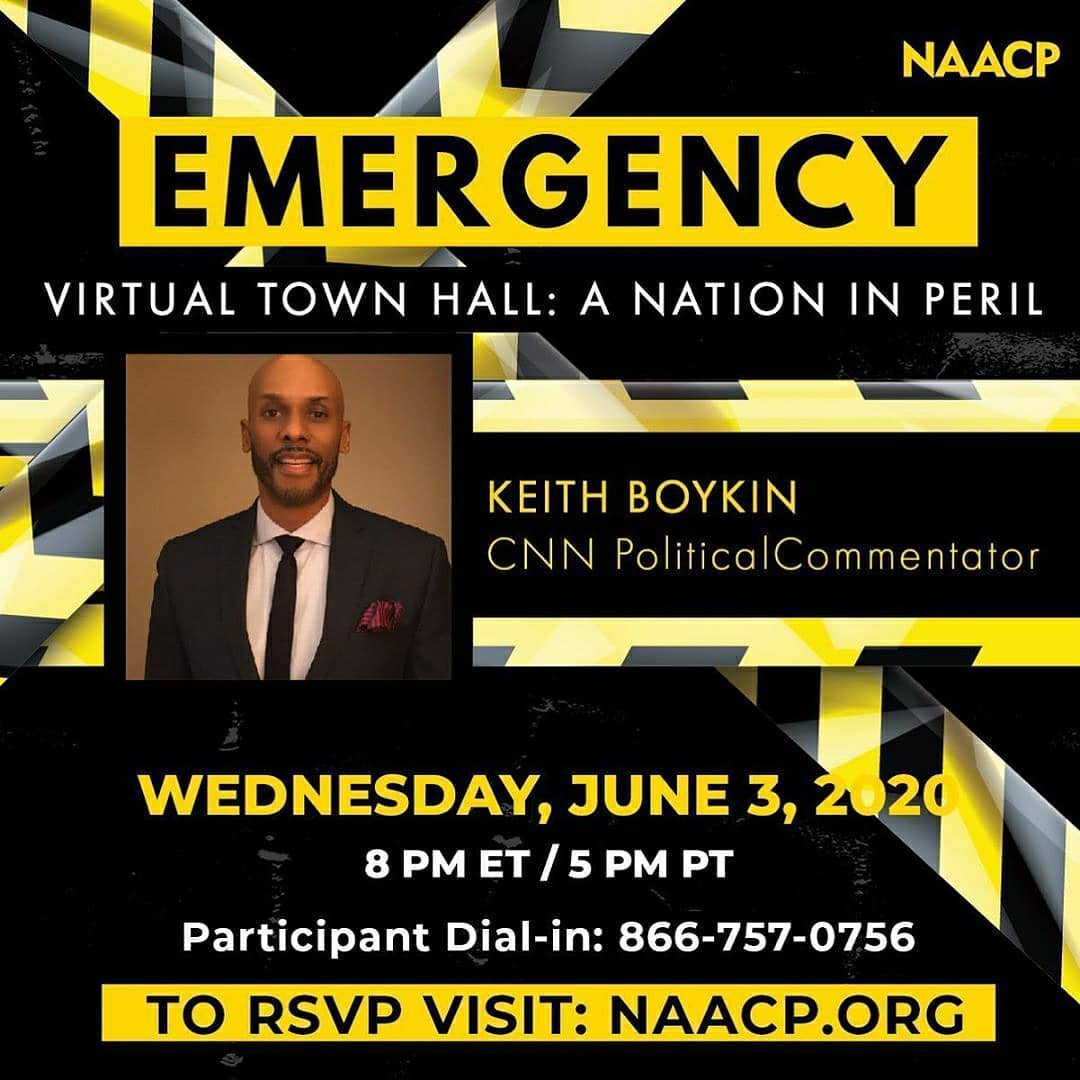 NAACP
EMERGENCY
VIRTUAL TOWN HALL: A NATION IN PERIL
KEITH BOYKIN
CNN PoliticalCommentator
WEDNESDAY, JUNE 3, 2020
8 PM ET / 5 PM PT
Participant Dial-in: 866-757-0756
TO RSVP VISIT: NAACP.ORG